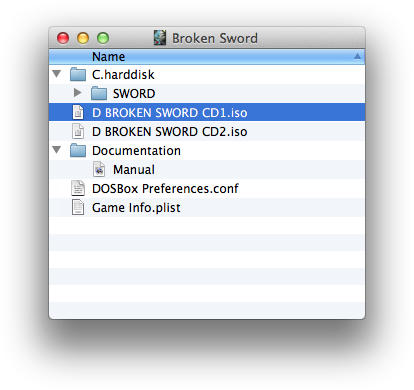 Broken Sword
Name
C.harddisk
SWORD
D BROKEN SWORD CD1.iso
D BROKEN SWORD CD2.iso
Documentation
Manual
DOSBox Preferences.conf
Game Info.plist